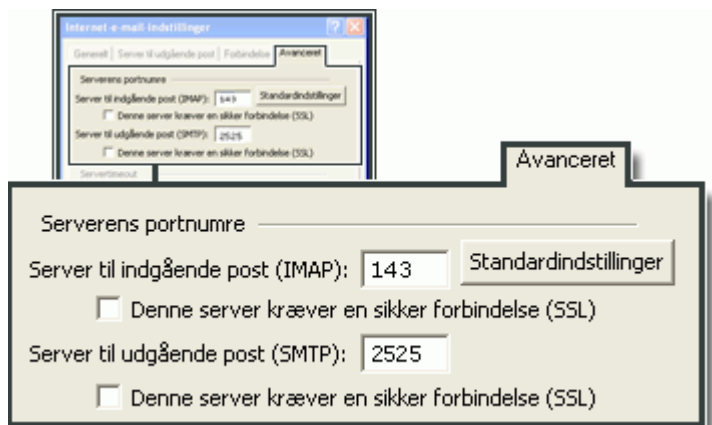 Internet-e-mail-indstillinger
Generelt Server til udgående post Forbindelse Avanceret
Serverens portnumre
Server til indgående post (IMAP): 143 Standardindstillinger
Denne server kræver en sikker forbindelse (SSL)
Server til udgående post (SMTP): 2525
Denne server kræver en sikker forbindelse (SSL)
Servertimeout
Avanceret
Serverens portnumre
Server til indgående post (IMAP): 143 Standardindstillinger
Denne server kræver en sikker forbindelse (SSL)
Server til udgående post (SMTP): 2525
Denne server kræver en sikker forbindelse (SSL)